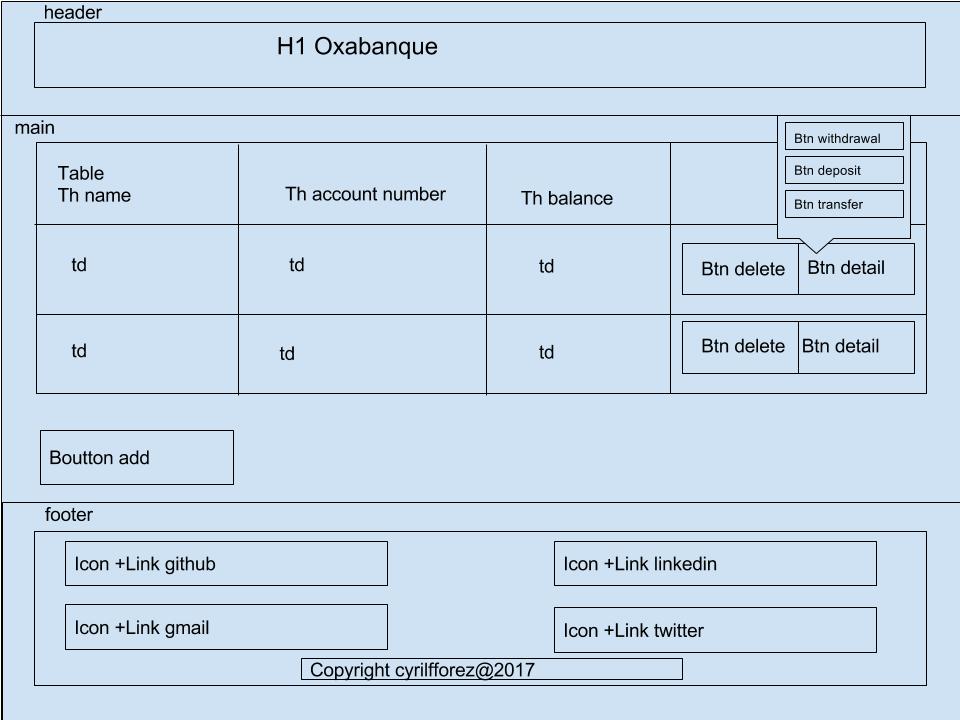 header
H1 Oxabanque
main
Btn withdrawal
Btn deposit
Btn transfer
Table
Th name
Th account number
Th balance
td
td
td
Btn delete
Btn detail
td
td
td
Btn delete
Btn detail
Boutton add
footer
Icon +Link github
Icon +Link linkedin
Icon +Link gmail
Icon +Link twitter
Copyright cyrilfforez@2017